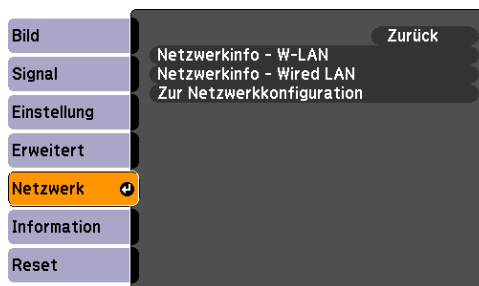 Bild
Signal
Einstellung
Erweitert
Netzwerk
Information
Reset
Zurück
Netzwerkinfo - W-LAN
Netzwerkinfo - Wired LAN
Zur Netzwerkkonfiguration